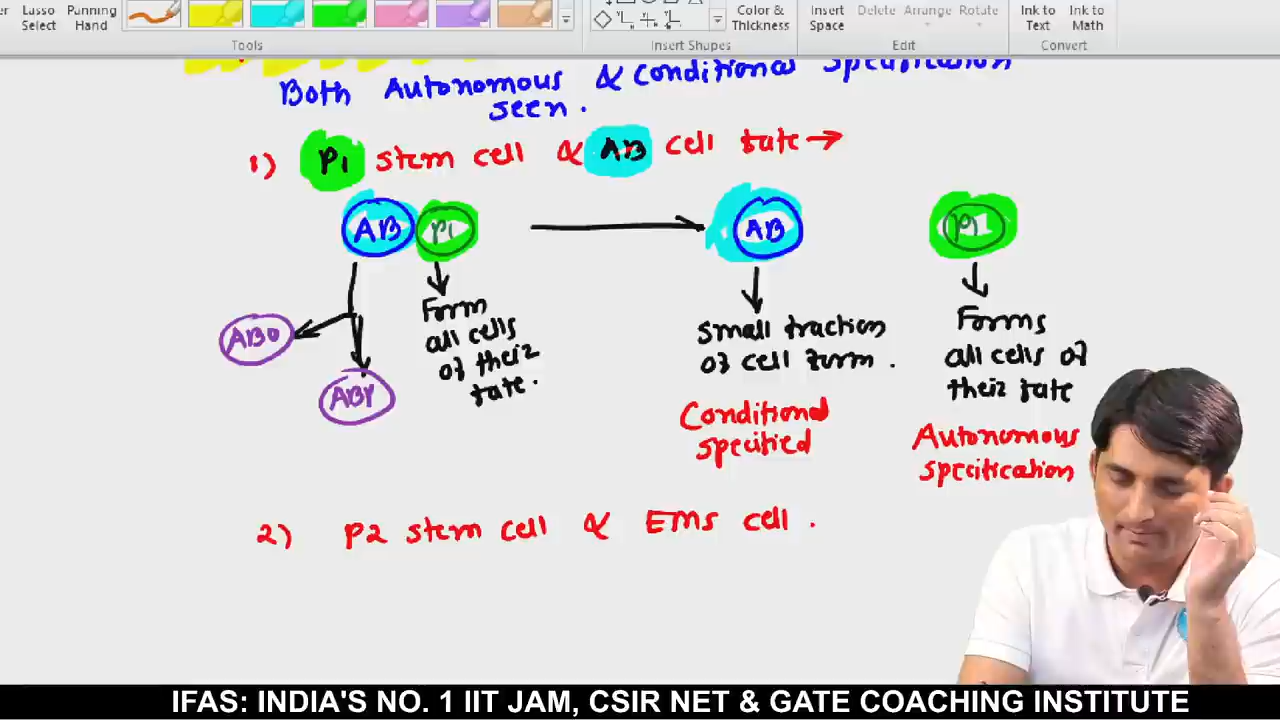 Lasso Select
Panning Hand
Color & Thickness
Insert Space
Delete
Arrange
Rotate
Ink to Text
Ink to Math
Tools
Insert Shapes
Edit
Convert
Both Autonomous & Conditional Specification
seen.
1) P1 stem cell & AB cell fate →
AB P1
AB
P1
ABa
ABp
Form
all cells
of their
fate.
Small fraction
of cell form.
Conditional
specified
Forms
all cells of
their fate
Autonomous
specification
2) P2 stem cell & EMS cell.
IFAS: INDIA'S NO. 1 IIT JAM, CSIR NET & GATE COACHING INSTITUTE